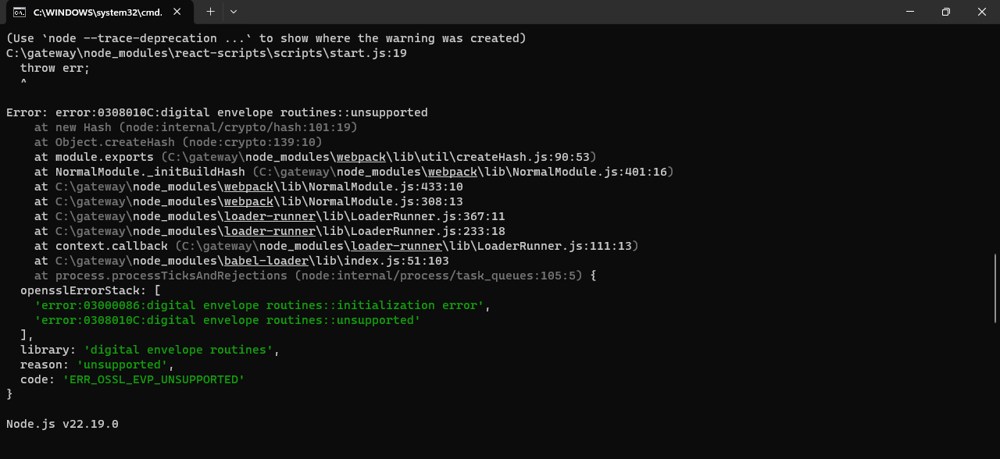 C:\WINDOWS\system32\cmd.
(Use `node --trace-deprecation ...` to show where the warning was created)
C:\gateway\node_modules\react-scripts\scripts\start.js:19
  throw err;
  ^

Error: error:0308010C:digital envelope routines::unsupported
    at new Hash (node:internal/crypto/hash:101:19)
    at Object.createHash (node:crypto:139:10)
    at module.exports (C:\gateway\node_modules\webpack\lib\util\createHash.js:90:53)
    at NormalModule._initBuildHash (C:\gateway\node_modules\webpack\lib\NormalModule.js:401:16)
    at C:\gateway\node_modules\webpack\lib\NormalModule.js:433:10
    at C:\gateway\node_modules\webpack\lib\NormalModule.js:308:13
    at C:\gateway\node_modules\loader-runner\lib\LoaderRunner.js:367:11
    at C:\gateway\node_modules\loader-runner\lib\LoaderRunner.js:233:18
    at context.callback (C:\gateway\node_modules\loader-runner\lib\LoaderRunner.js:111:13)
    at C:\gateway\node_modules\babel-loader\lib\index.js:51:103
    at process.processTicksAndRejections (node:internal/process/task_queues:105:5) {
  opensslErrorStack: [
    'error:03000086:digital envelope routines::initialization error',
    'error:0308010C:digital envelope routines::unsupported'
  ],
  library: 'digital envelope routines',
  reason: 'unsupported',
  code: 'ERR_OSSL_EVP_UNSUPPORTED'
}

Node.js v22.19.0